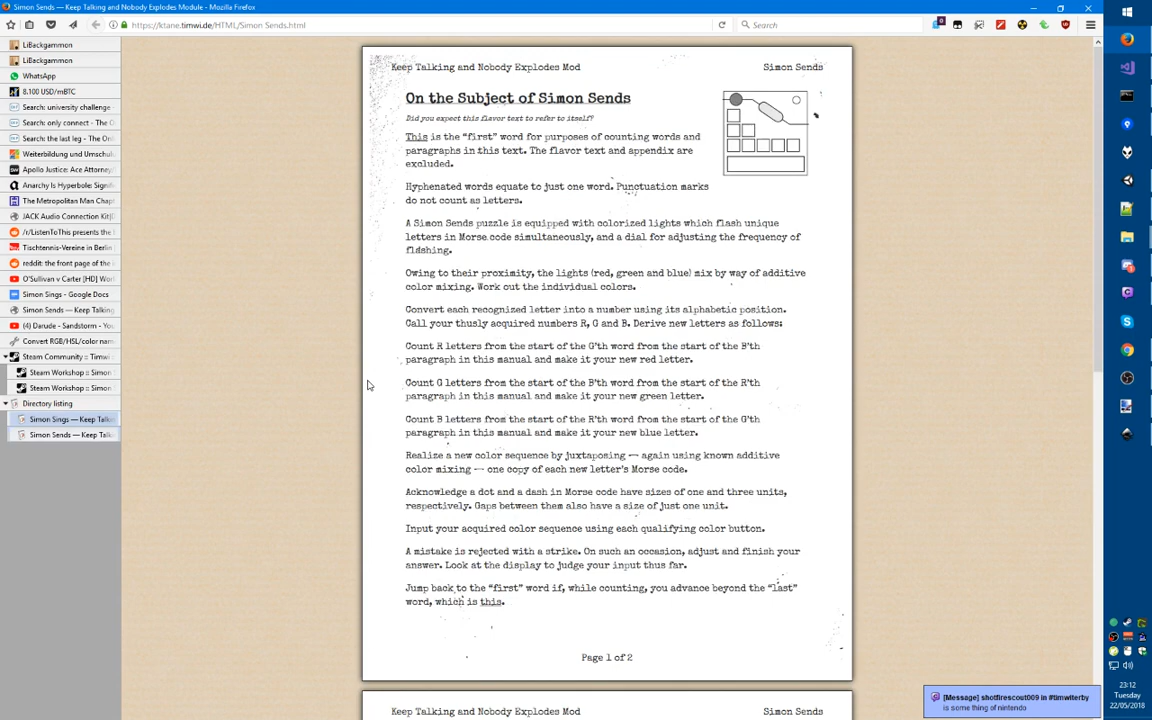 Simon Sends — Keep Talking and Nobody Explodes Module - Mozilla Firefox
https://ktane.timwi.de/HTML/Simon Sends.html
Search
LiBackgammon
LiBackgammon
WhatsApp
8.100 USD/mBTC
Search: university challenge
Search: only connect - The Onl
Search: the last leg - The Onlin
Weiterbildung und Umschulu
Apollo Justice: Ace Attorney
Anarchy Is Hyperbole: Signif
The Metropolitan Man Chapt
JACK Audio Connection Kit|D
/r/ListenToThis presents the
Tischtennis-Vereine in Berlin
reddit: the front page of the i
O'Sullivan v Carter [HD] Worl
Simon Sings - Google Docs
Simon Sends — Keep Talking
(4) Darude - Sandstorm - You
Convert RGB/HSL/color name
Steam Community :: Timwi
Steam Workshop :: Simon
Steam Workshop :: Simon
Directory listing
Simon Sings — Keep Talki
Simon Sends — Keep Talk
Keep Talking and Nobody Explodes Mod
Simon Sends
On the Subject of Simon Sends
Did you expect this flavor text to refer to itself?
This is the “first” word for purposes of counting words and
paragraphs in this text. The flavor text and appendix are
excluded.
Hyphenated words equate to just one word. Punctuation marks
do not count as letters.
A Simon Sends puzzle is equipped with colorized lights which flash unique
letters in Morse code simultaneously, and a dial for adjusting the frequency of
flashing.
Owing to their proximity, the lights (red, green and blue) mix by way of additive
color mixing. Work out the individual colors.
Convert each recognized letter into a number using its alphabetic position.
Call your thusly acquired numbers R, G and B. Derive new letters as follows:
Count R letters from the start of the G’th word from the start of the B’th
paragraph in this manual and make it your new red letter.
Count G letters from the start of the B’th word from the start of the R’th
paragraph in this manual and make it your new green letter.
Count B letters from the start of the R’th word from the start of the G’th
paragraph in this manual and make it your new blue letter.
Realize a new color sequence by juxtaposing — again using known additive
color mixing — one copy of each new letter’s Morse code.
Acknowledge a dot and a dash in Morse code have sizes of one and three units,
respectively. Gaps between them also have a size of just one unit.
Input your acquired color sequence using each qualifying color button.
A mistake is rejected with a strike. On such an occasion, adjust and finish your
answer. Look at the display to judge your input thus far.
Jump back to the “first” word if, while counting, you advance beyond the “last”
word, which is this.
Page 1 of 2
Keep Talking and Nobody Explodes Mod
Simon Sends
[Message] shotfirescout009 in #timwiterby
is some thing of nintendo
23:12
Tuesday
22/05/2018